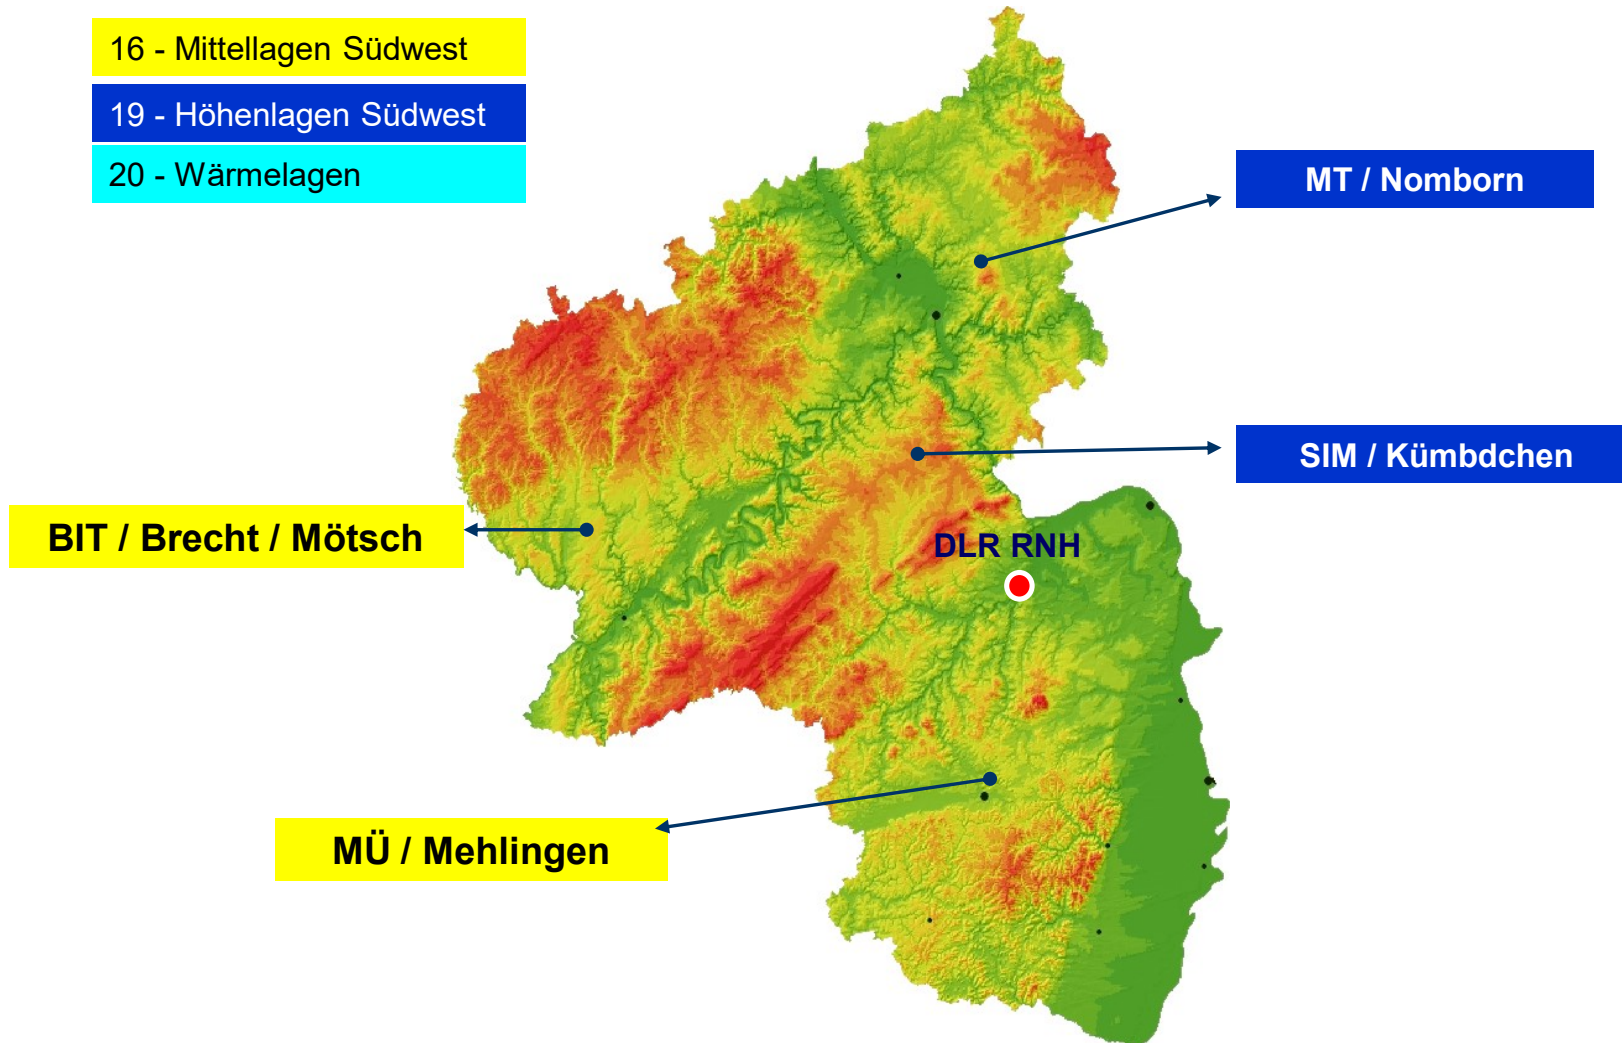 16 - Mittellagen Südwest
19 - Höhenlagen Südwest
20 - Wärmelagen
MT / Nomborn
SIM / Kümbdchen
BIT / Brecht / Mötsch
DLR RNH
MÜ / Mehlingen